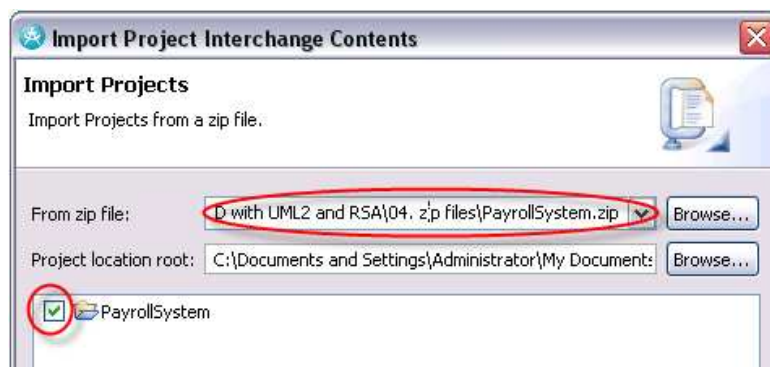 Import Project Interchange Contents
Import Projects
Import Projects from a zip file.
From zip file: D with UML2 and RSA\04. zip files\PayrollSystem.zip Browse...
Project location root: C:\Documents and Settings\Administrator\My Documents Browse...
PayrollSystem